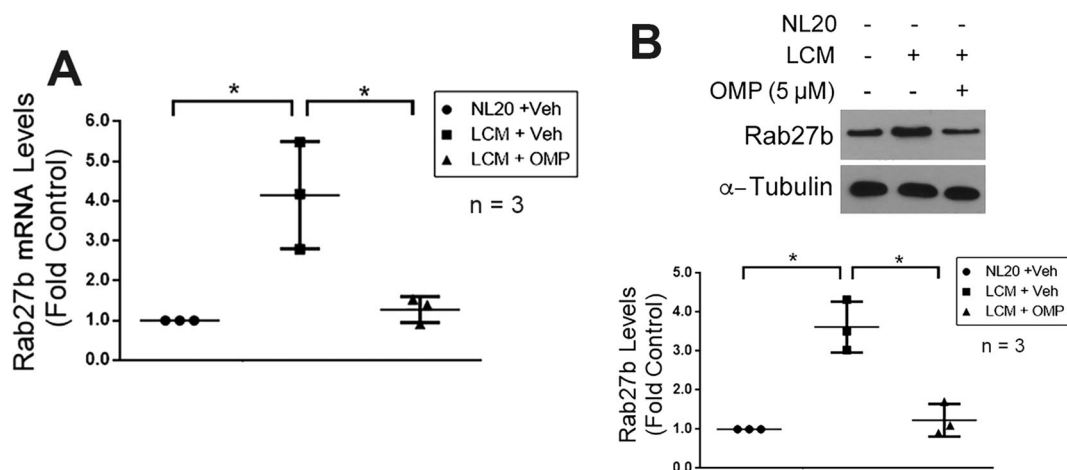 A
Rab27b mRNA Levels
(Fold Control)
6.0
5.0
4.0
3.0
2.0
1.0
0.0
*
*
NL20 +Veh
LCM + Veh
LCM + OMP
n = 3
B
NL20 - - -
LCM - + +
OMP (5 µM) - - +
Rab27b
α-Tubulin
Rab27b Levels
(Fold Control)
5.0
4.0
3.0
2.0
1.0
0.0
*
*
NL20 +Veh
LCM + Veh
LCM + OMP
n = 3